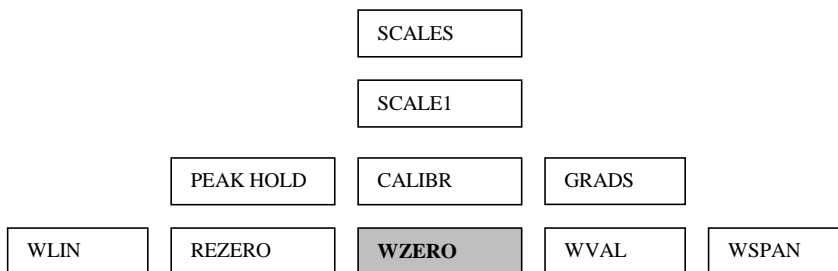 SCALES
SCALE1
PEAK HOLD CALIBR GRADS
WLIN REZERO WZERO WVAL WSPAN